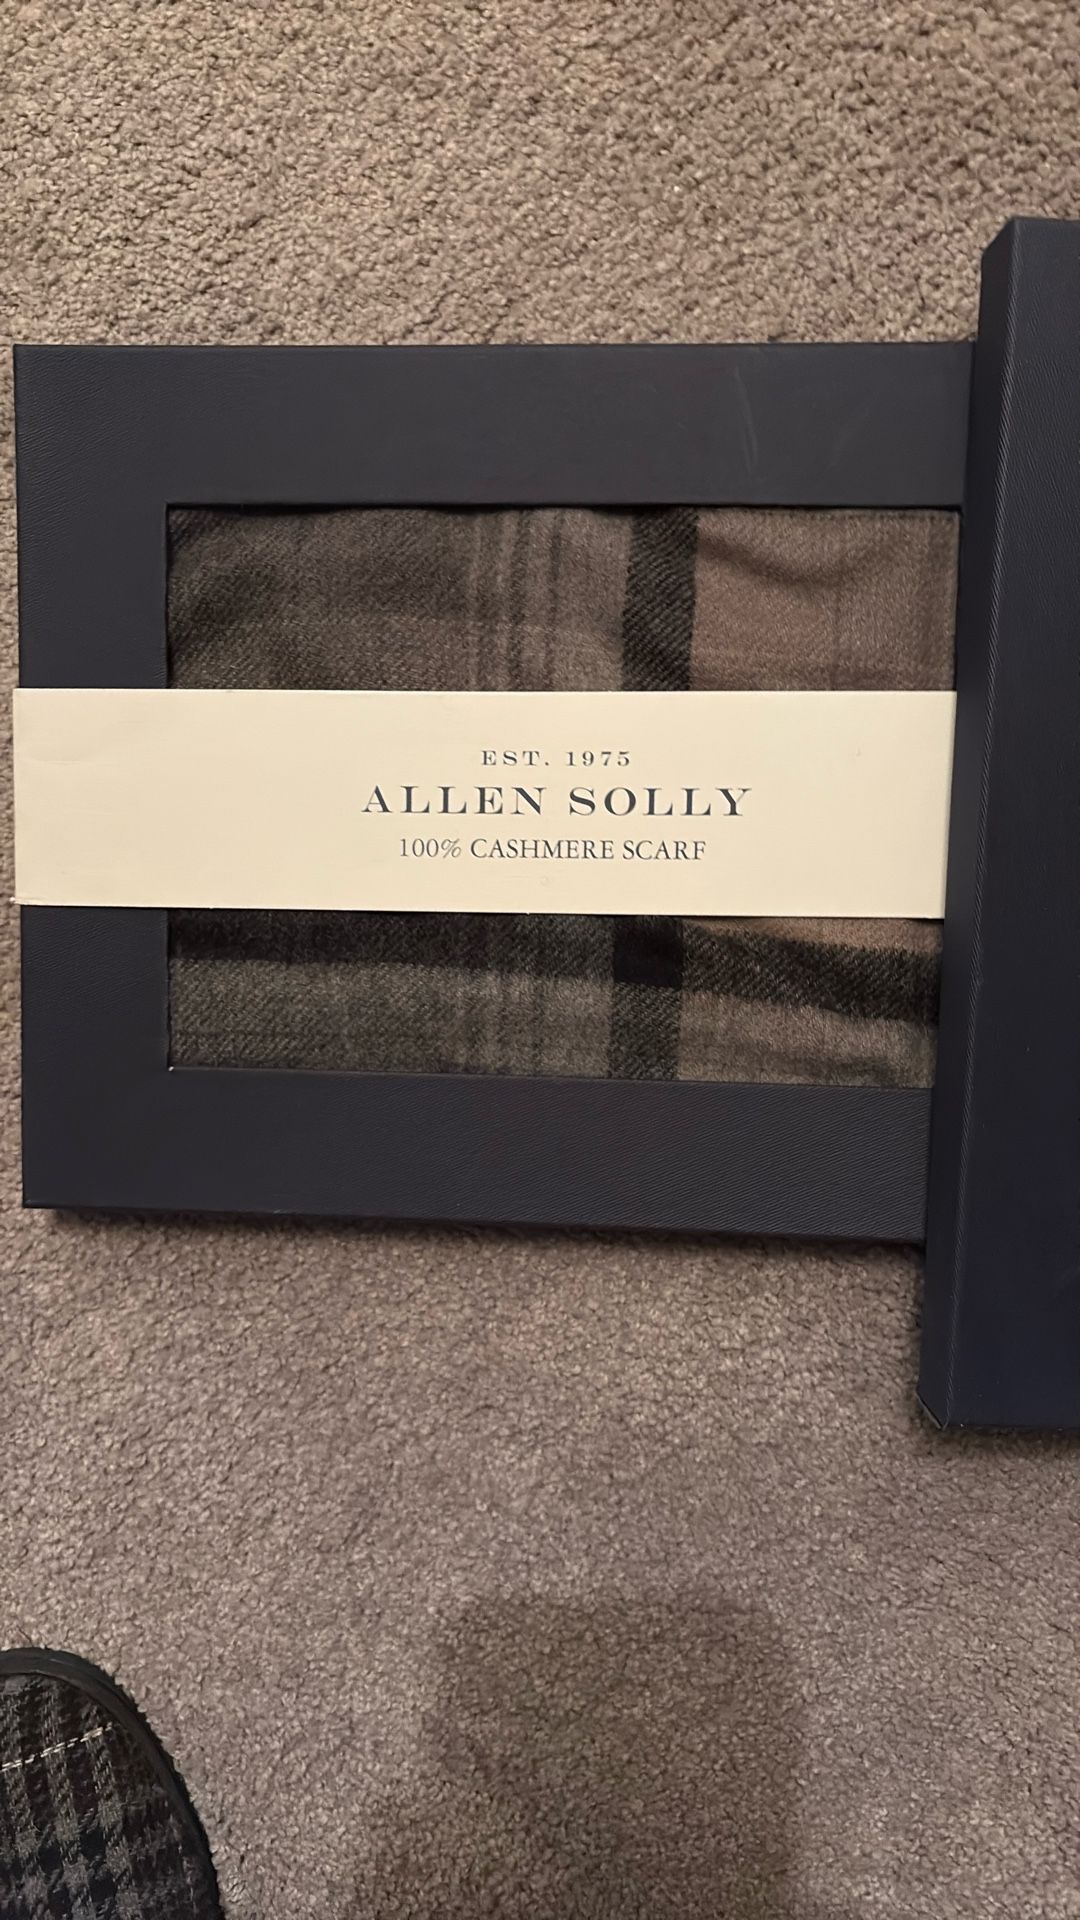 EST. 1975
ALLEN SOLLY
100% CASHMERE SCARF